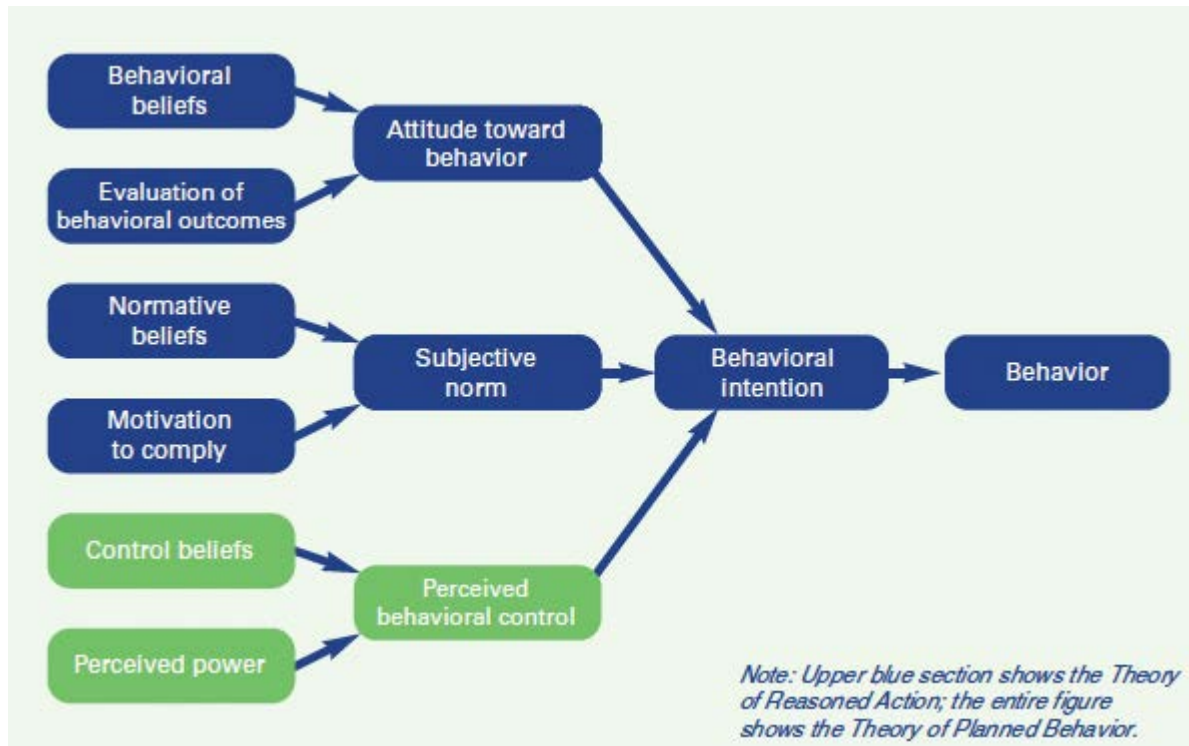 Behavioral
beliefs
Attitude toward
behavior
Evaluation of
behavioral outcomes
Normative
beliefs
Subjective
norm
Behavioral
intention
Behavior
Motivation
to comply
Control beliefs
Perceived
behavioral control
Perceived power
Note: Upper blue section shows the Theory
of Reasoned Action; the entire figure
shows the Theory of Planned Behavior.